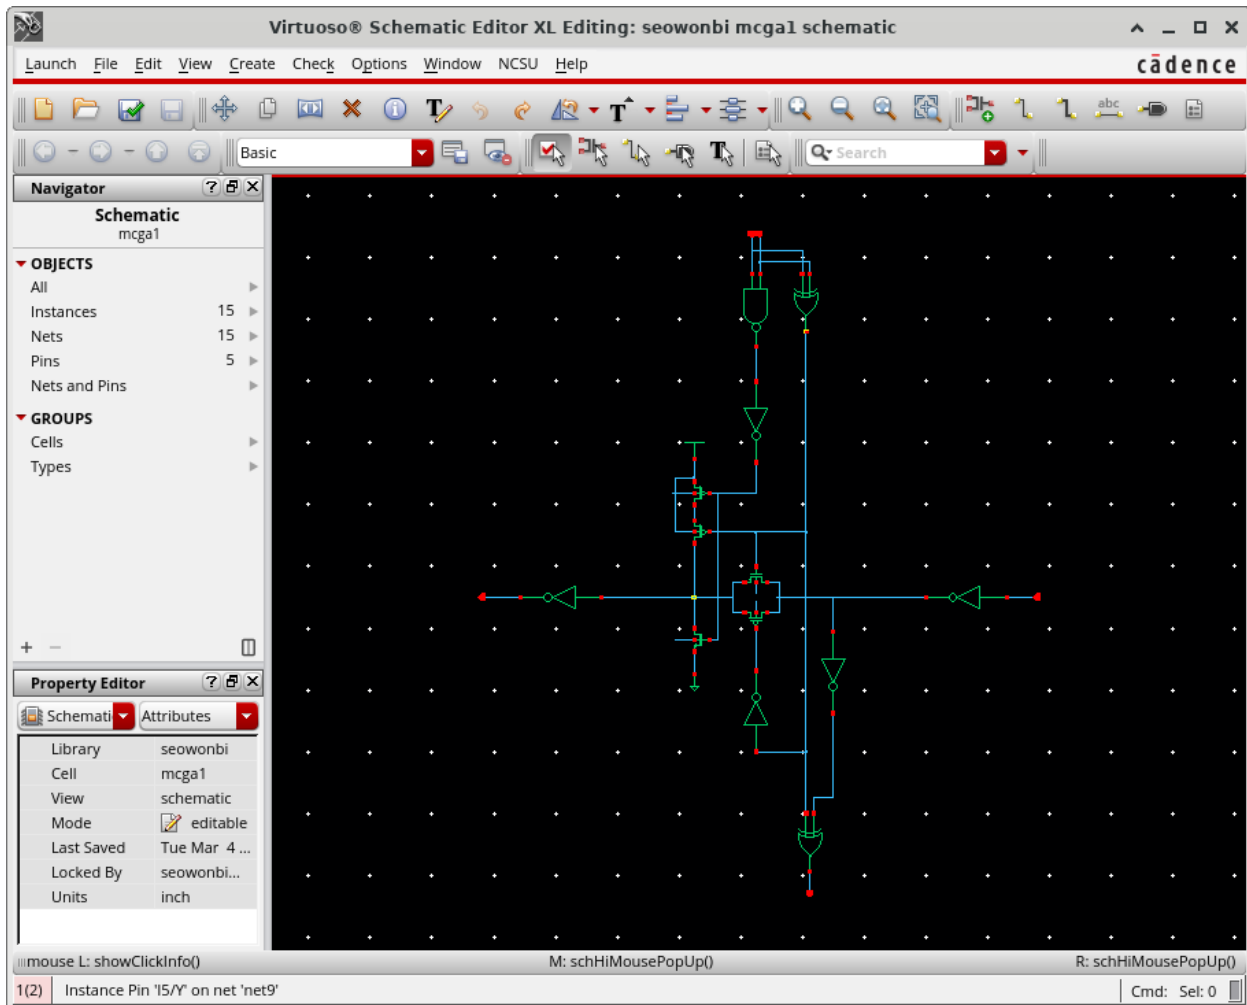 Virtuoso® Schematic Editor XL Editing: seowonbi mcga1 schematic
Launch File Edit View Create Check Options Window NCSU Help cādence
T T abc
Basic T Search
Navigator ?
Schematic
mcga1
OBJECTS
All
Instances 15
Nets 15
Pins 5
Nets and Pins
GROUPS
Cells
Types
Property Editor ?
Schemati Attributes
Library seowonbi
Cell mcga1
View schematic
Mode editable
Last Saved Tue Mar 4 ...
Locked By seowonbi...
Units inch
mouse L: showClickInfo() M: schHiMousePopUp() R: schHiMousePopUp()
1(2) Instance Pin 'I5/Y' on net 'net9' Cmd: Sel: 0